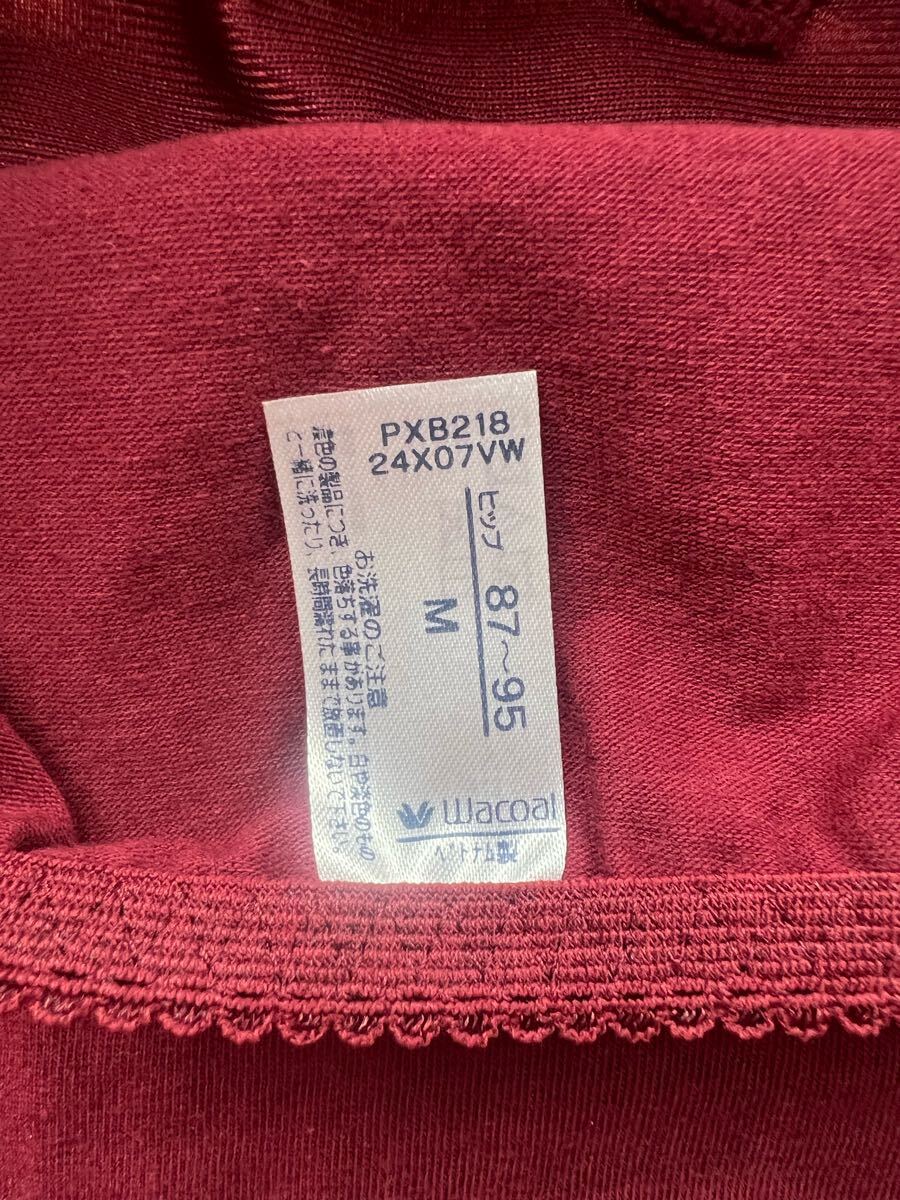 PXB218
24X07VW
ヒップ 87～95
M
お洗濯のご注意
濃色の製品につき、色落ちする事があります。白や淡色のもの
と一緒に洗ったり、長時間濡れたままで放置しないで下さい。
Wacoal
ベトナム製